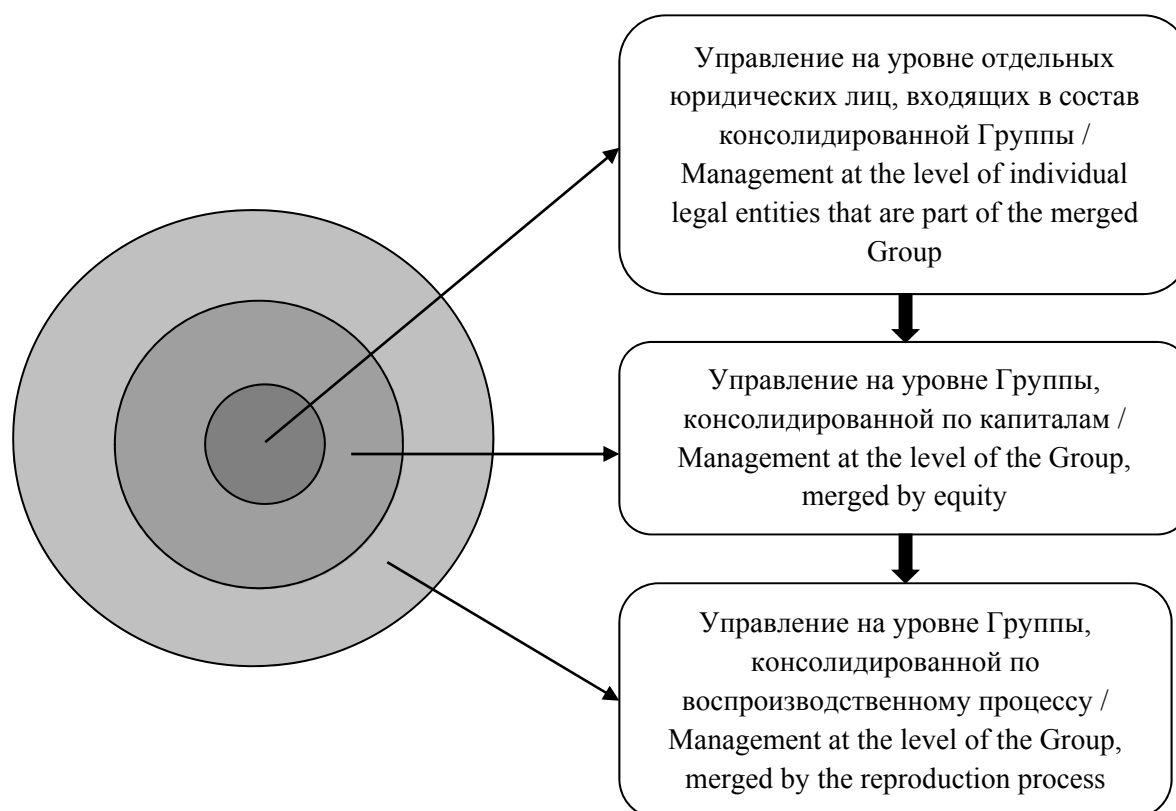 Управление на уровне отдельных
юридических лиц, входящих в состав
консолидированной Группы /
Management at the level of individual
legal entities that are part of the merged
Group
Управление на уровне Группы,
консолидированной по капиталам /
Management at the level of the Group,
merged by equity
Управление на уровне Группы,
консолидированной по
воспроизводственному процессу /
Management at the level of the Group,
merged by the reproduction process